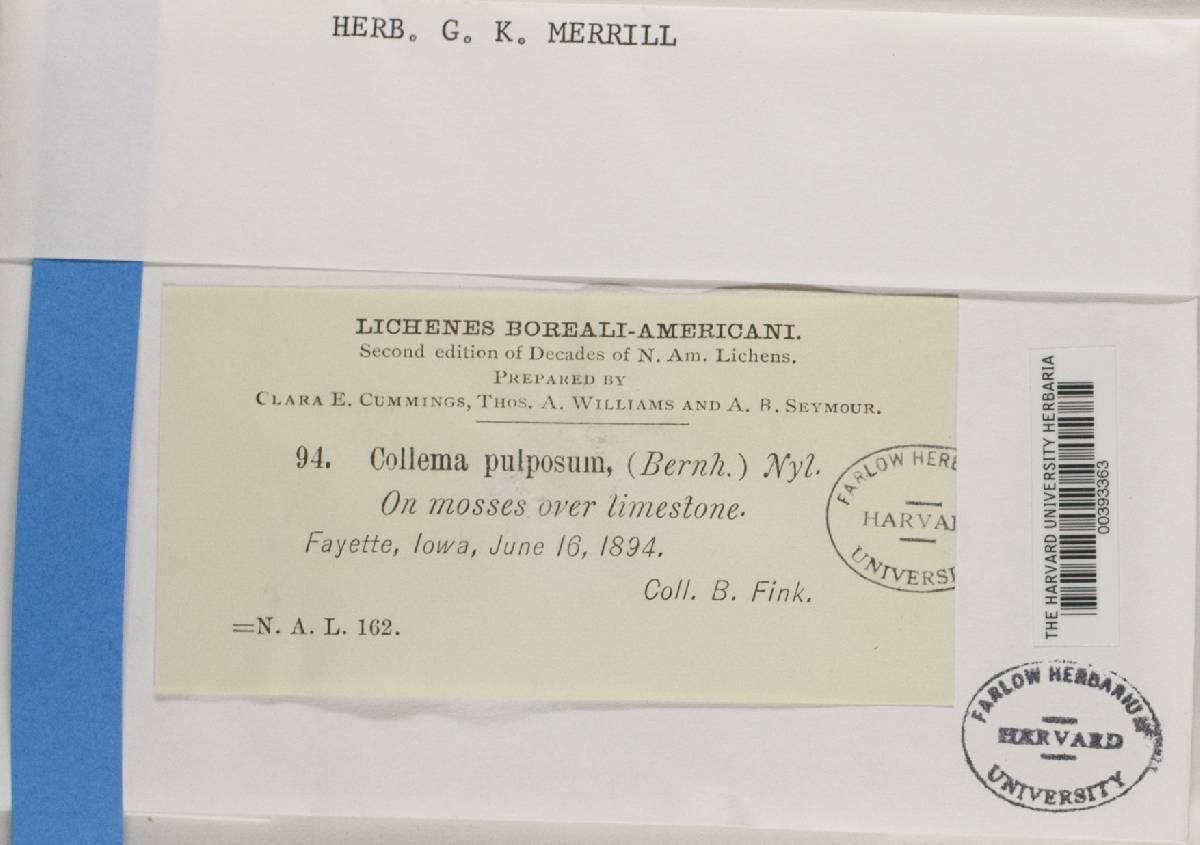 HERB. G. K. MERRILL
LICHENES BOREALI-AMERICANI.
Second edition of Decades of N. Am. Lichens.
PREPARED BY
CLARA E. CUMMINGS, THOS. A. WILLIAMS AND A. B. SEYMOUR.
94. Collema pulposum, (Bernh.) Nyl.
On mosses over limestone.
Fayette, Iowa, June 16, 1894.
Coll. B. Fink.
=N. A. L. 162.
FARLOW HERB
HARVAR
UNIVERSI
THE HARVARD UNIVERSITY HERBARIA
00393363
FARLOW HERBARIUM
HARVARD
UNIVERSITY